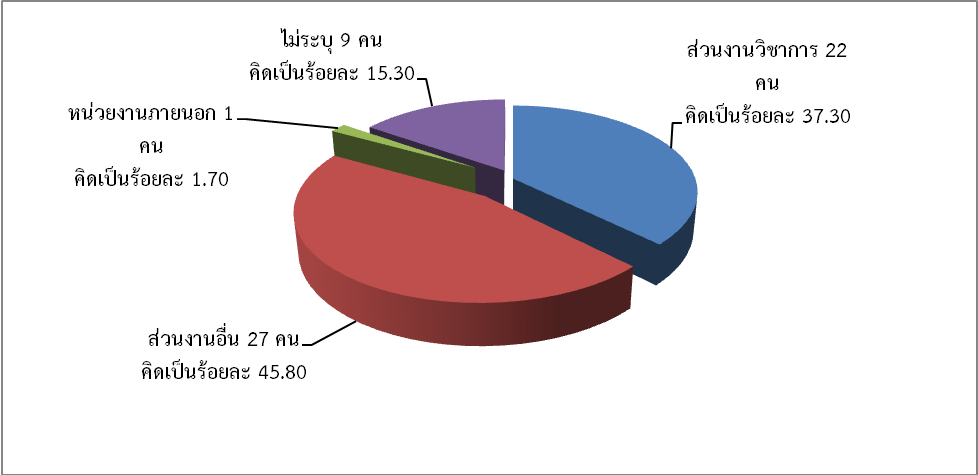 ไม่ระบุ 9 คน
คิดเป็นร้อยละ 15.30
ส่วนงานวิชาการ 22
คน
คิดเป็นร้อยละ 37.30
หน่วยงานภายนอก 1
คน
คิดเป็นร้อยละ 1.70
ส่วนงานอื่น 27 คน
คิดเป็นร้อยละ 45.80